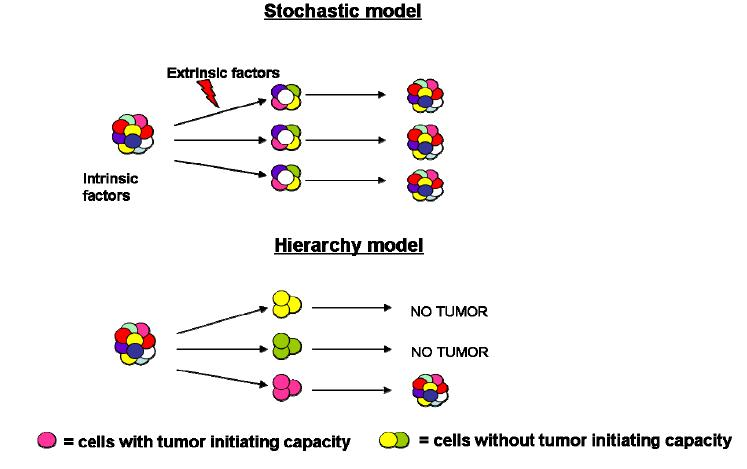 Stochastic model
Extrinsic factors
Intrinsic
factors
Hierarchy model
NO TUMOR
NO TUMOR
= cells with tumor initiating capacity
= cells without tumor initiating capacity